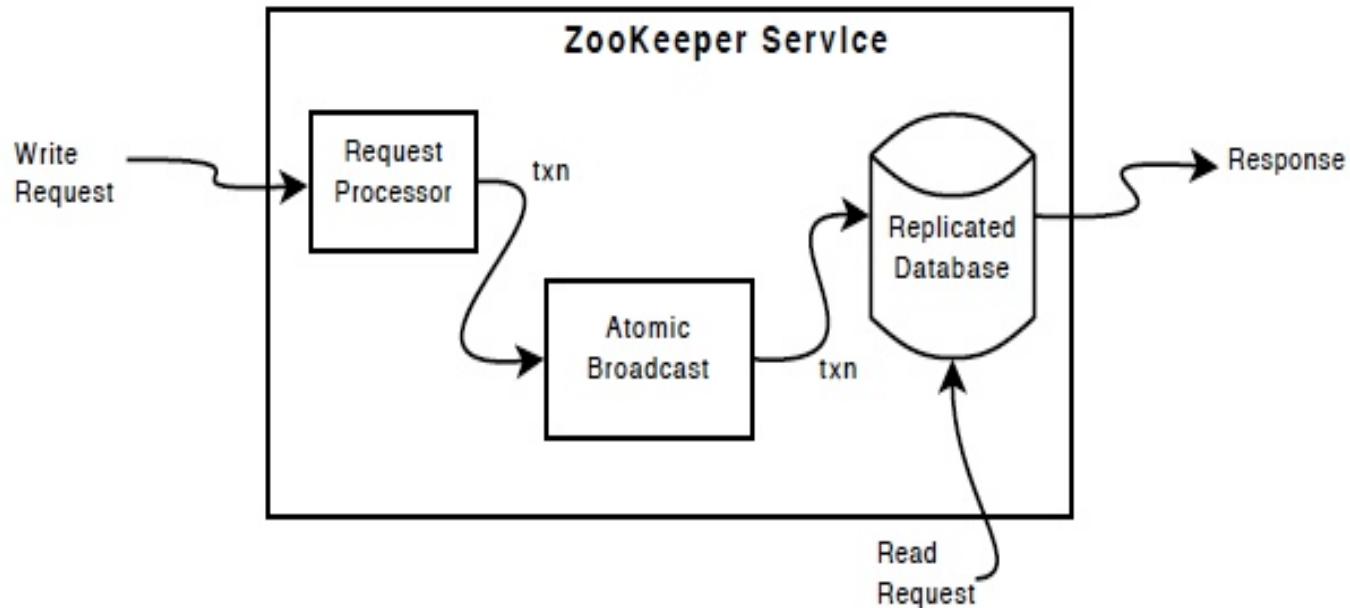 ZooKeeper Service
Write
Request
Request
Processor
txn
Atomic
Broadcast
txn
Replicated
Database
Response
Read
Request